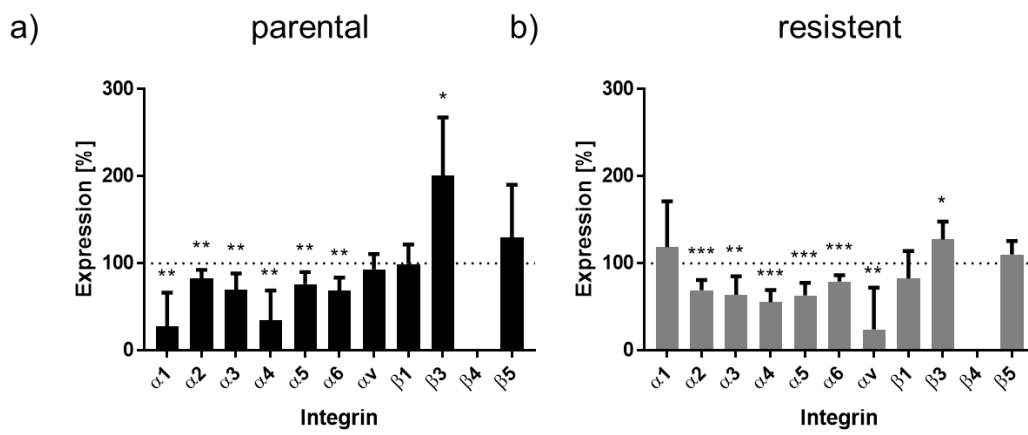 a)
parental
300
200
100
0
Expression [%]
**
**
**
**
**
**
*
α1
α2
α3
α4
α5
α6
αv
β1
β3
β4
β5
Integrin
b)
resistent
300
200
100
0
Expression [%]
***
**
***
***
***
**
*
α1
α2
α3
α4
α5
α6
αv
β1
β3
β4
β5
Integrin